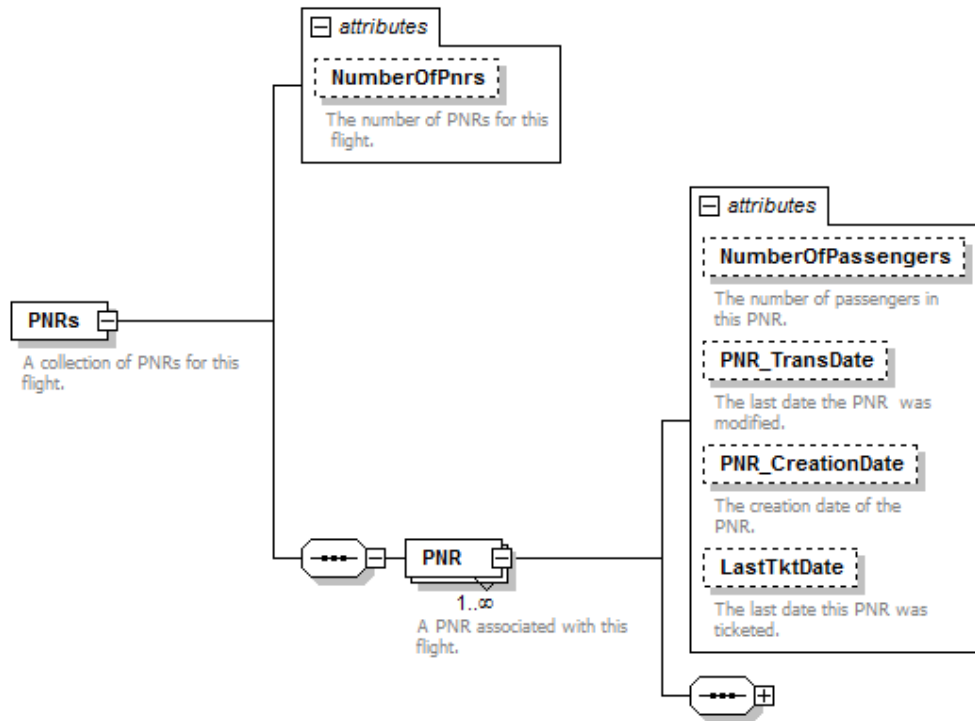 attributes
NumberOfPnrs
The number of PNRs for this
flight.
attributes
NumberOfPassengers
The number of passengers in
this PNR.
PNRs
A collection of PNRs for this
flight.
PNR_TransDate
The last date the PNR was
modified.
PNR_CreationDate
The creation date of the
PNR.
PNR
1..∞
A PNR associated with this
flight.
LastTktDate
The last date this PNR was
ticketed.